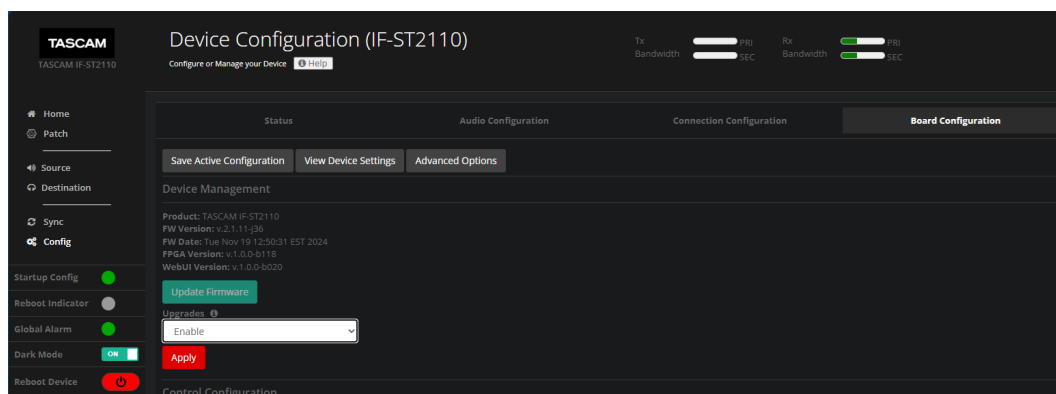 TASCAM
TASCAM IF-ST2110
Device Configuration (IF-ST2110)
Configure or Manage your Device Help
Tx
Bandwidth
PRI
SEC
Rx
Bandwidth
PRI
SEC
Home
Patch
Source
Destination
Sync
Config
Startup Config
Reboot Indicator
Global Alarm
Dark Mode ON
Reboot Device
Status Audio Configuration Connection Configuration Board Configuration
Save Active Configuration View Device Settings Advanced Options
Device Management
Product: TASCAM IF-ST2110
FW Version: v.2.1.11-j36
FW Date: Tue Nov 19 12:50:31 EST 2024
FPGA Version: v.1.0.0-b118
WebUI Version: v.1.0.0-b020
Update Firmware
Upgrades
Enable
Apply
Control Configuration